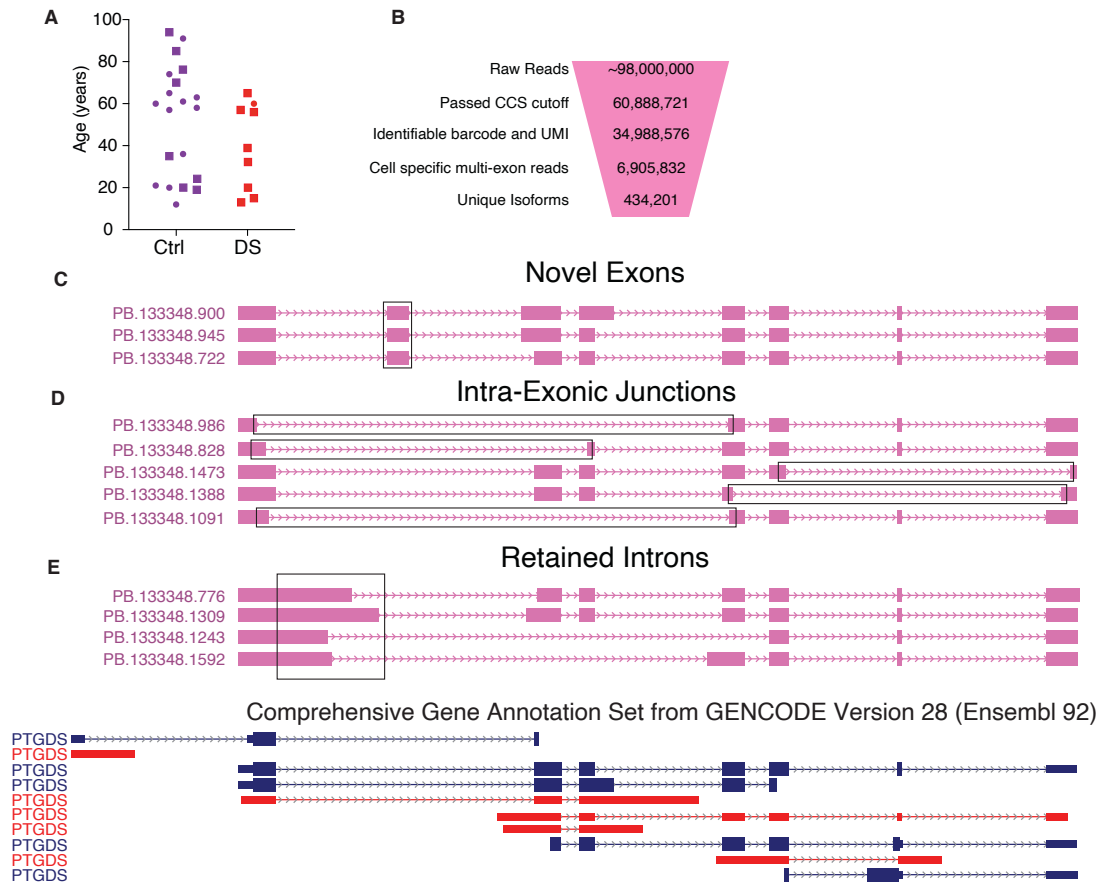 A
B
100
80
60
40
20
0
Age (years)
Ctrl DS
Raw Reads ~98,000,000
Passed CCS cutoff 60,888,721
Identifiable barcode and UMI 34,988,576
Cell specific multi-exon reads 6,905,832
Unique Isoforms 434,201
C
Novel Exons
PB.133348.900
PB.133348.945
PB.133348.722
D
Intra-Exonic Junctions
PB.133348.986
PB.133348.828
PB.133348.1473
PB.133348.1388
PB.133348.1091
E
Retained Introns
PB.133348.776
PB.133348.1309
PB.133348.1243
PB.133348.1592
Comprehensive Gene Annotation Set from GENCODE Version 28 (Ensembl 92)
PTGDS
PTGDS
PTGDS
PTGDS
PTGDS
PTGDS
PTGDS
PTGDS
PTGDS
PTGDS